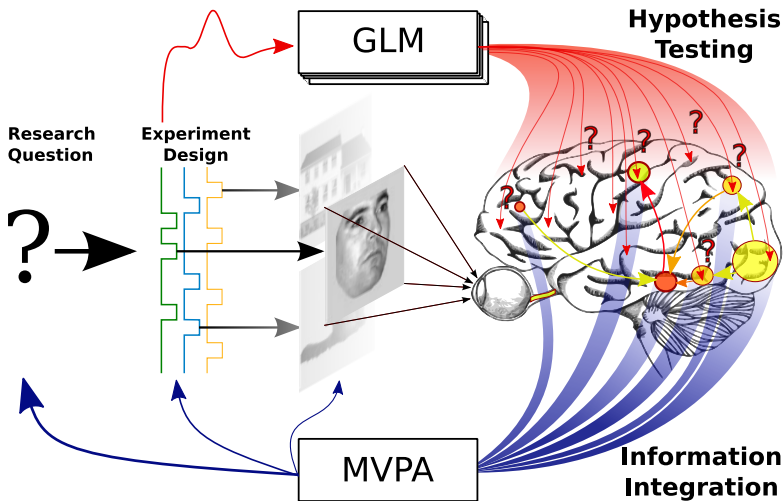 Hypothesis
Testing
GLM
Research
Question
Experiment
Design
?
?
?
?
?
?
?
MVPA
Information
Integration